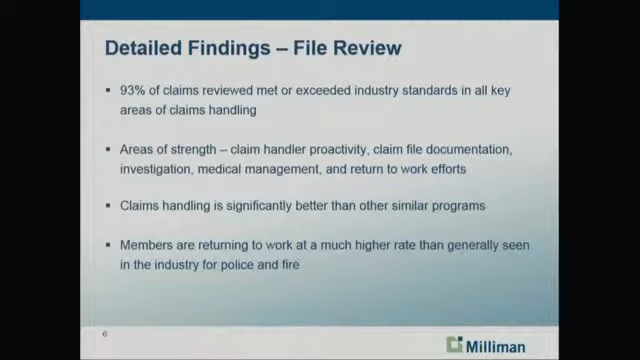 Detailed Findings – File Review
▪ 93% of claims reviewed met or exceeded industry standards in all key
areas of claims handling
▪ Areas of strength – claim handler proactivity, claim file documentation,
investigation, medical management, and return to work efforts
▪ Claims handling is significantly better than other similar programs
▪ Members are returning to work at a much higher rate than generally seen
in the industry for police and fire
6
Milliman